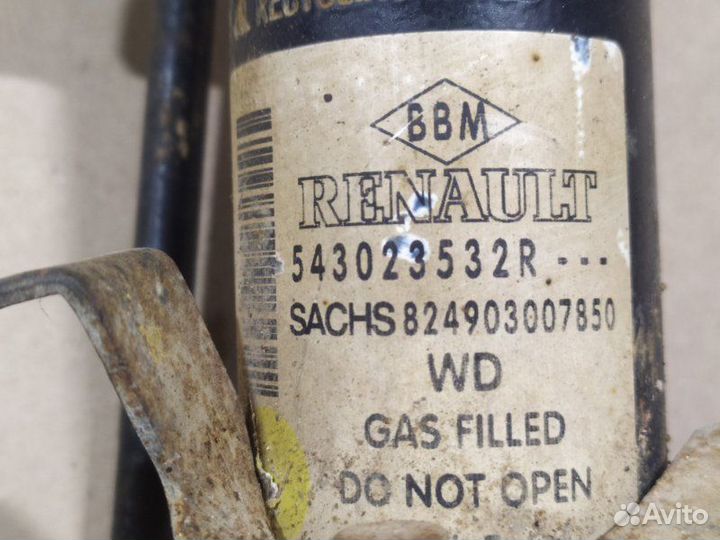 BBM
RENAULT
543023532R ---
SACHS 824903007850
WD
GAS FILLED
DO NOT OPEN
Avito